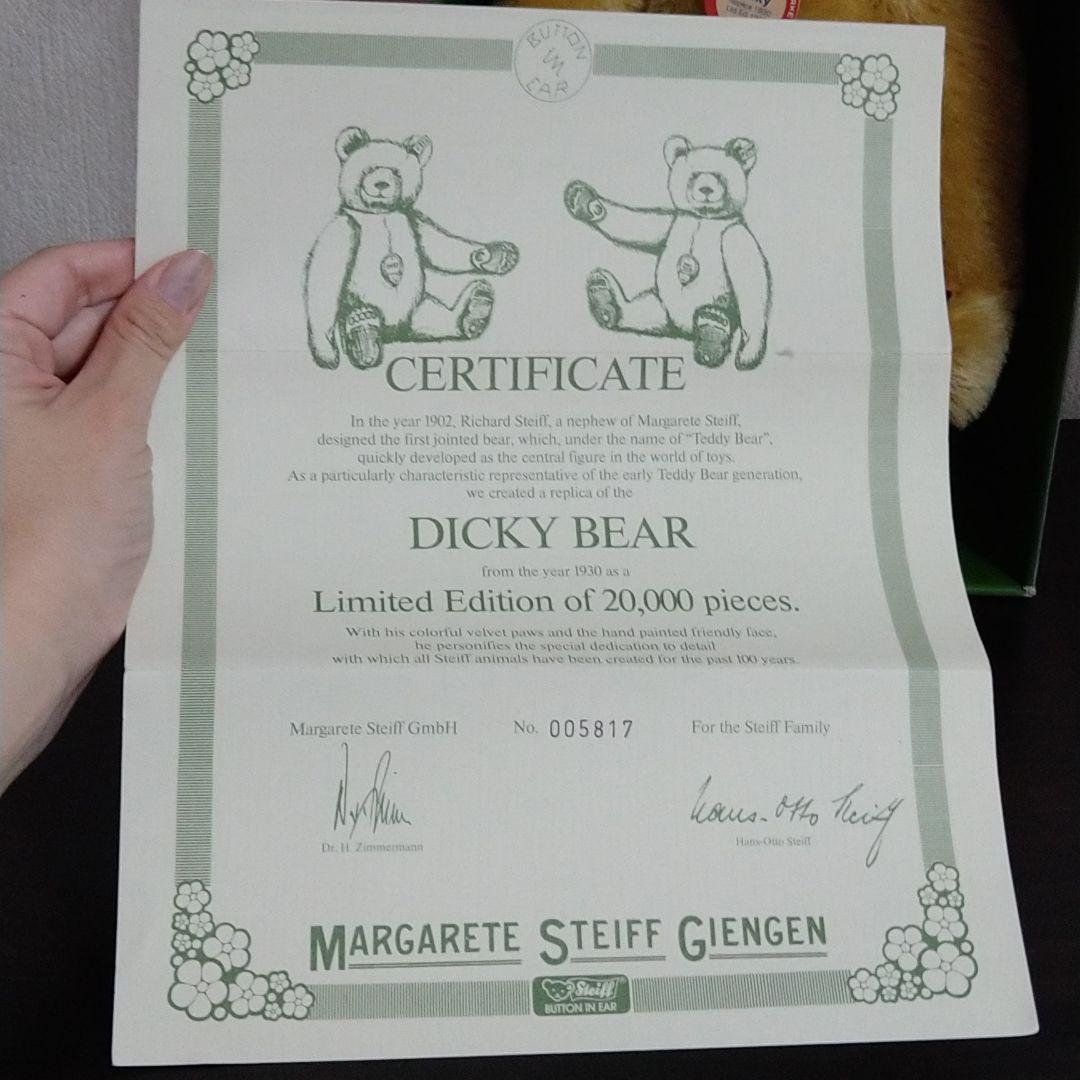 Replica 1930
BUTTON
IN
EAR
CERTIFICATE
In the year 1902, Richard Steiff, a nephew of Margarete Steiff,
designed the first jointed bear, which, under the name of "Teddy Bear",
quickly developed as the central figure in the world of toys.
As a particularly characteristic representative of the early Teddy Bear generation,
we created a replica of the
DICKY BEAR
from the year 1930 as a
Limited Edition of 20,000 pieces.
With his colorful velvet paws and the hand painted friendly face,
he personifies the special dedication to detail
with which all Steiff animals have been created for the past 100 years.
Margarete Steiff GmbH No. 005817 For the Steiff Family
Hans-Otto Steiff
Dr. H. Zimmermann Hans-Otto Steiff
MARGARETE STEIFF GIENGEN
Steiff
BUTTON IN EAR